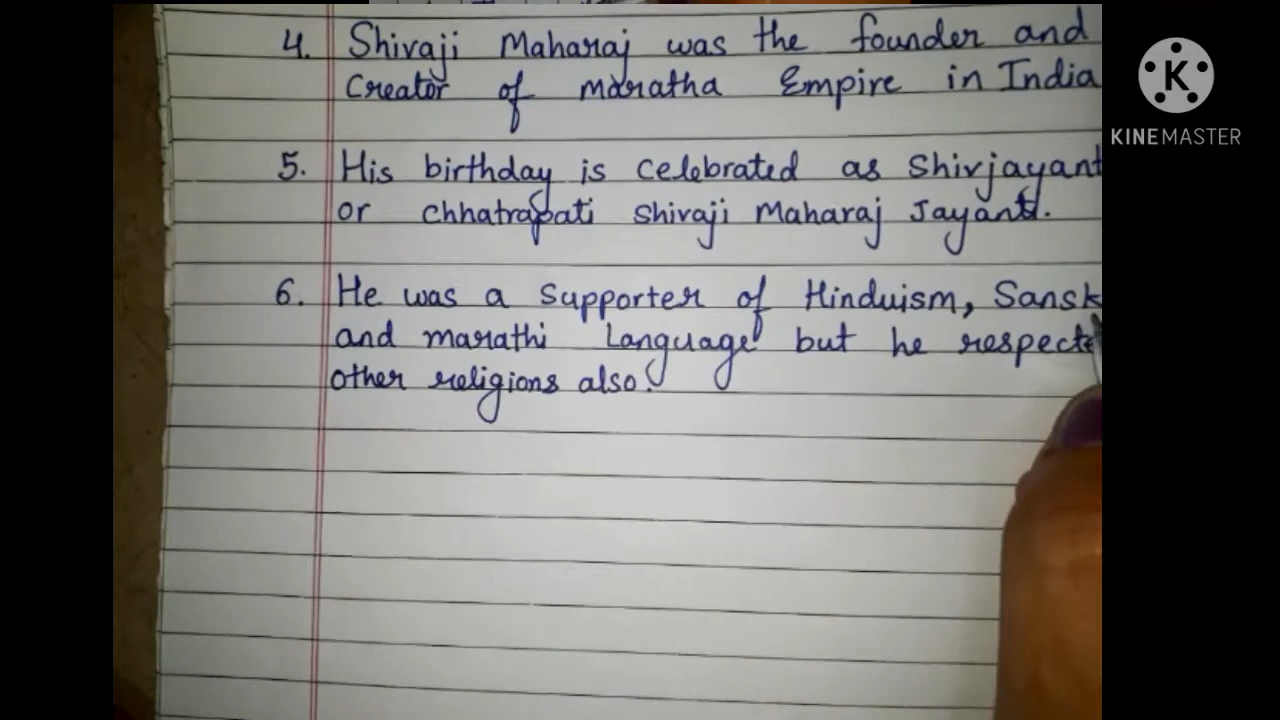 4. Shivaji Maharaj was the founder and
Creator of maratha Empire in India
5. His birthday is celebrated as Shivjayant
or chhatrapati Shivaji Maharaj Jayanti.
6. He was a supporter of Hinduism, Sansk
and marathi Language but he respecte
other religions also.
K
KINEMASTER